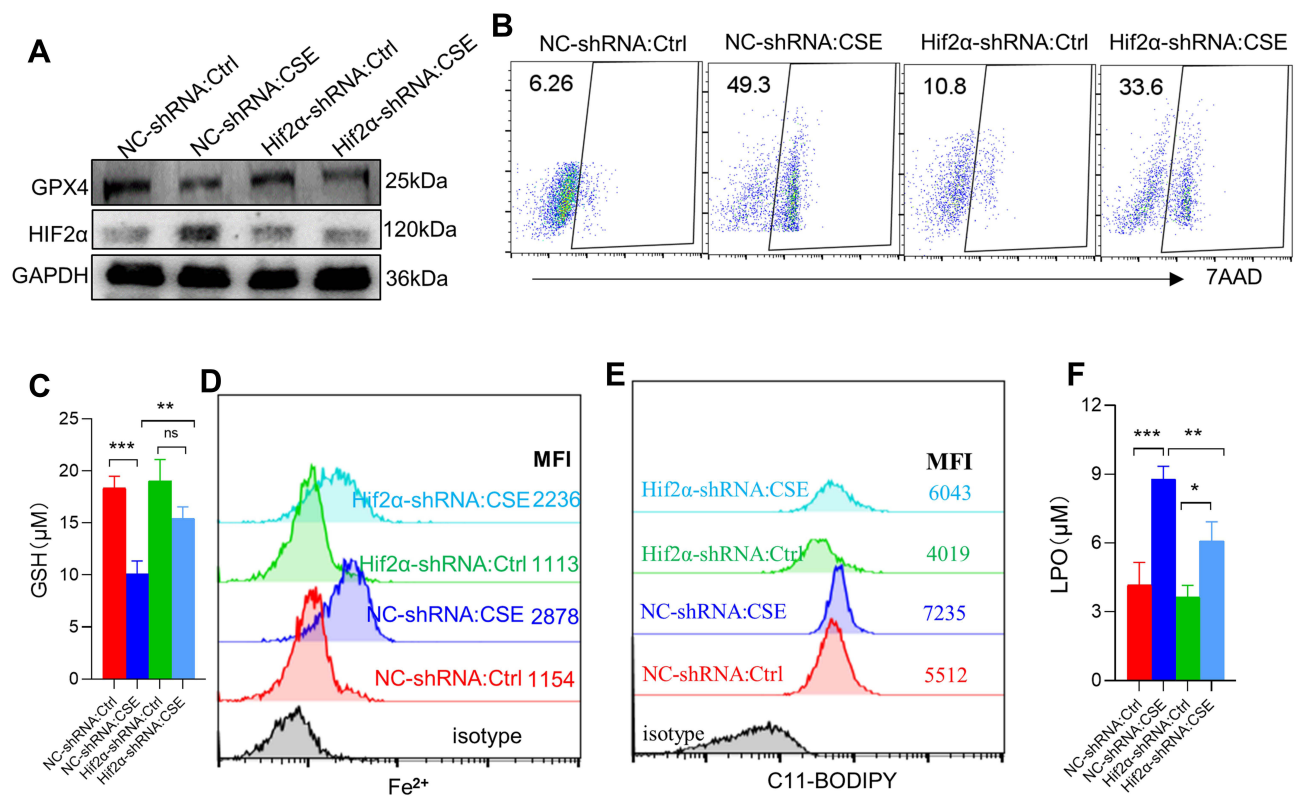 A
NC-shRNA:Ctrl
NC-shRNA:CSE
Hif2α-shRNA:Ctrl
Hif2α-shRNA:CSE
GPX4
25kDa
HIF2α
120kDa
GAPDH
36kDa
B
NC-shRNA:Ctrl
NC-shRNA:CSE
Hif2α-shRNA:Ctrl
Hif2α-shRNA:CSE
6.26
49.3
10.8
33.6
7AAD
C
GSH(μM)
25
20
15
10
5
0
***
**
ns
NC-shRNA:Ctrl
NC-shRNA:CSE
Hif2α-shRNA:Ctrl
Hif2α-shRNA:CSE
D
MFI
Hif2α-shRNA:CSE 2236
Hif2α-shRNA:Ctrl 1113
NC-shRNA:CSE 2878
NC-shRNA:Ctrl 1154
isotype
Fe²⁺
E
MFI
Hif2α-shRNA:CSE 6043
Hif2α-shRNA:Ctrl 4019
NC-shRNA:CSE 7235
NC-shRNA:Ctrl 5512
isotype
C11-BODIPY
F
LPO(μM)
12
9
6
3
0
***
**
*
NC-shRNA:Ctrl
NC-shRNA:CSE
Hif2α-shRNA:Ctrl
Hif2α-shRNA:CSE